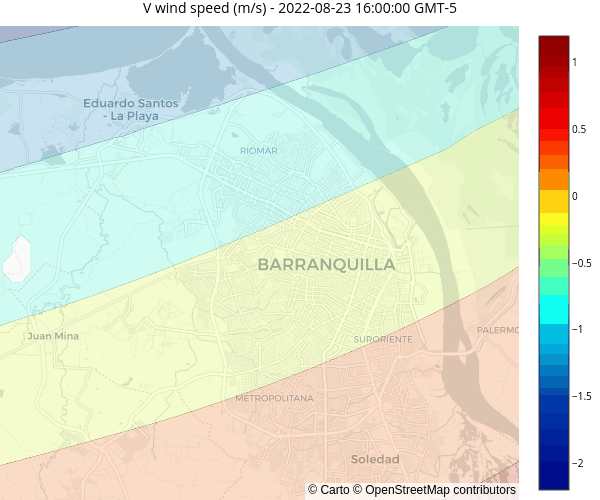 V wind speed (m/s) - 2022-08-23 16:00:00 GMT-5
Eduardo Santos
- La Playa
RIOMAR
BARRANQUILLA
Juan Mina
SURORIENTE
PALERMO
METROPOLITANA
Soledad
© Carto © OpenStreetMap contributors
1
0.5
0
−0.5
−1
−1.5
−2